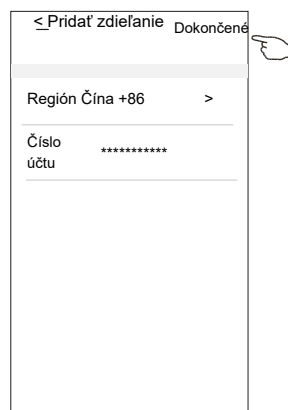 < Pridať zdieľanie Dokončené
Región Čína +86 >
Číslo
účtu ***********